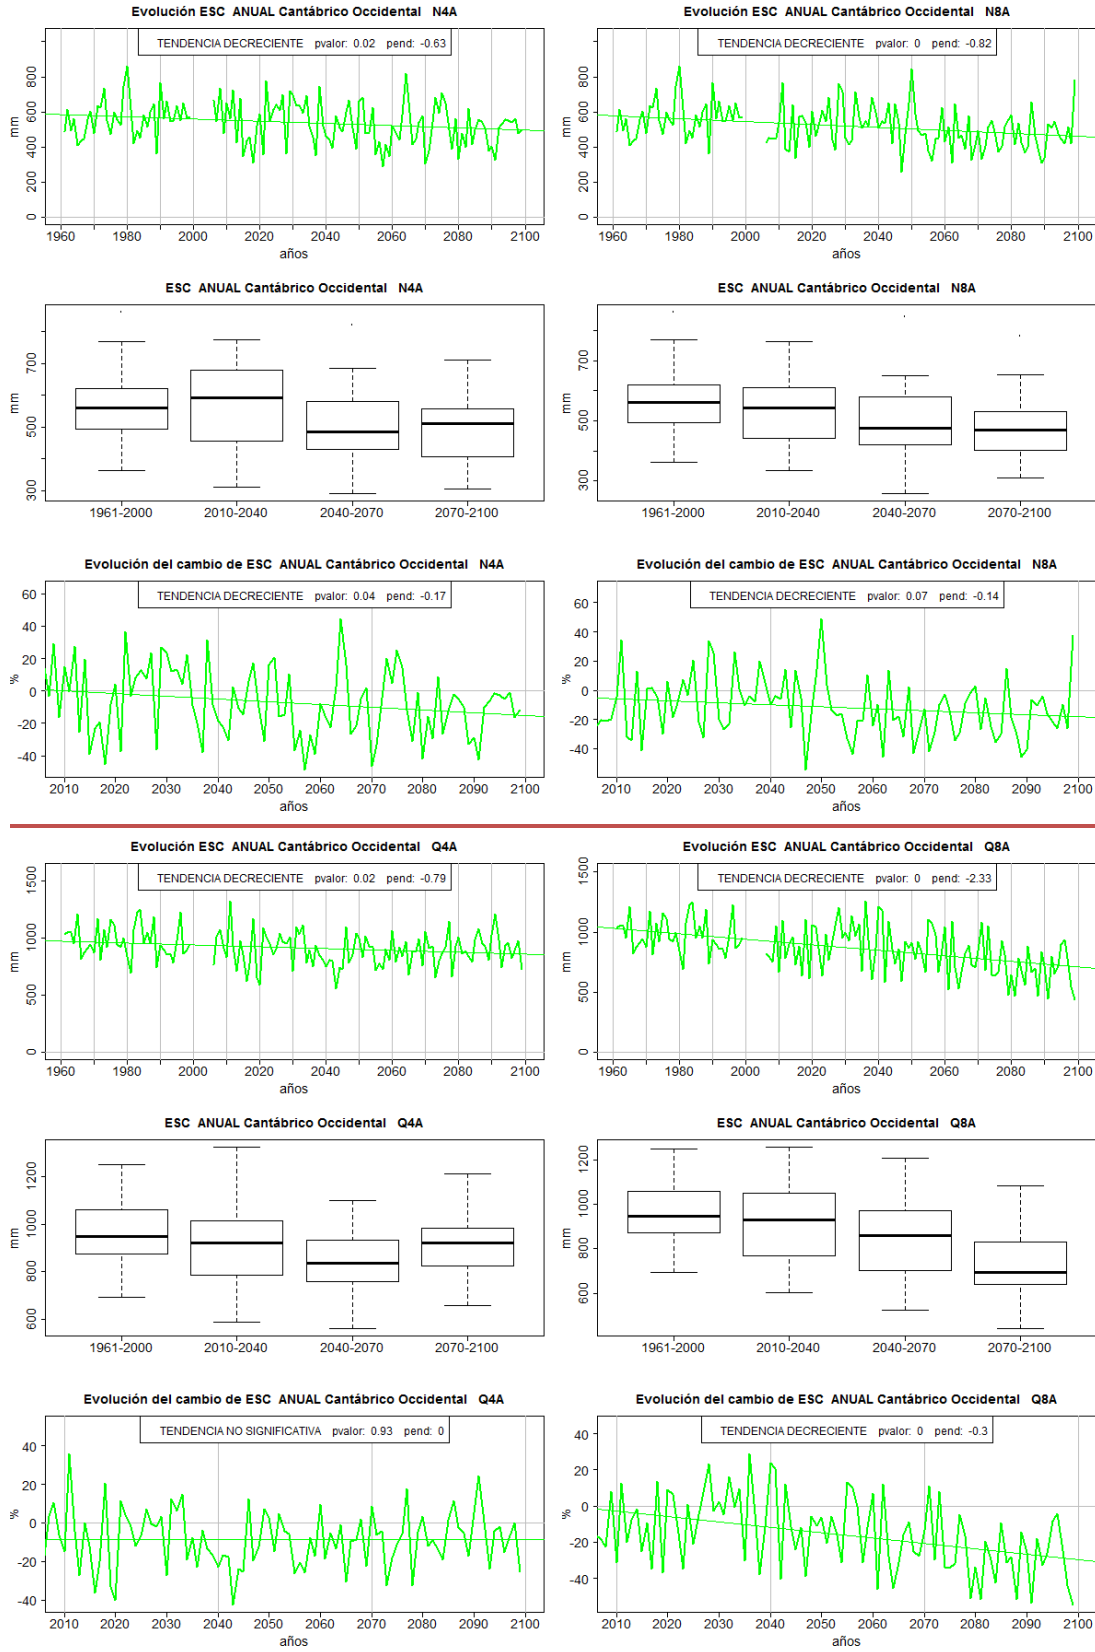 Evolución ESC ANUAL Cantábrico Occidental N4A
TENDENCIA DECRECIENTE pvalor: 0.02 pend: -0.63
mm
0 200 400 600 800
1960 1980 2000 2020 2040 2060 2080 2100
años
Evolución ESC ANUAL Cantábrico Occidental N8A
TENDENCIA DECRECIENTE pvalor: 0 pend: -0.82
mm
0 200 400 600 800
1960 1980 2000 2020 2040 2060 2080 2100
años
ESC ANUAL Cantábrico Occidental N4A
mm
300 500 700
1961-2000 2010-2040 2040-2070 2070-2100
ESC ANUAL Cantábrico Occidental N8A
mm
300 500 700
1961-2000 2010-2040 2040-2070 2070-2100
Evolución del cambio de ESC ANUAL Cantábrico Occidental N4A
TENDENCIA DECRECIENTE pvalor: 0.04 pend: -0.17
%
-40 -20 0 20 40 60
2010 2020 2030 2040 2050 2060 2070 2080 2090 2100
años
Evolución del cambio de ESC ANUAL Cantábrico Occidental N8A
TENDENCIA DECRECIENTE pvalor: 0.07 pend: -0.14
%
-40 -20 0 20 40 60
2010 2020 2030 2040 2050 2060 2070 2080 2090 2100
años
Evolución ESC ANUAL Cantábrico Occidental Q4A
TENDENCIA DECRECIENTE pvalor: 0.02 pend: -0.79
mm
0 500 1000 1500
1960 1980 2000 2020 2040 2060 2080 2100
años
Evolución ESC ANUAL Cantábrico Occidental Q8A
TENDENCIA DECRECIENTE pvalor: 0 pend: -2.33
mm
0 500 1000 1500
1960 1980 2000 2020 2040 2060 2080 2100
años
ESC ANUAL Cantábrico Occidental Q4A
mm
600 800 1000 1200
1961-2000 2010-2040 2040-2070 2070-2100
ESC ANUAL Cantábrico Occidental Q8A
mm
600 800 1000 1200
1961-2000 2010-2040 2040-2070 2070-2100
Evolución del cambio de ESC ANUAL Cantábrico Occidental Q4A
TENDENCIA NO SIGNIFICATIVA pvalor: 0.93 pend: 0
%
-40 -20 0 20 40
2010 2020 2030 2040 2050 2060 2070 2080 2090 2100
años
Evolución del cambio de ESC ANUAL Cantábrico Occidental Q8A
TENDENCIA DECRECIENTE pvalor: 0 pend: -0.3
%
-40 -20 0 20 40
2010 2020 2030 2040 2050 2060 2070 2080 2090 2100
años